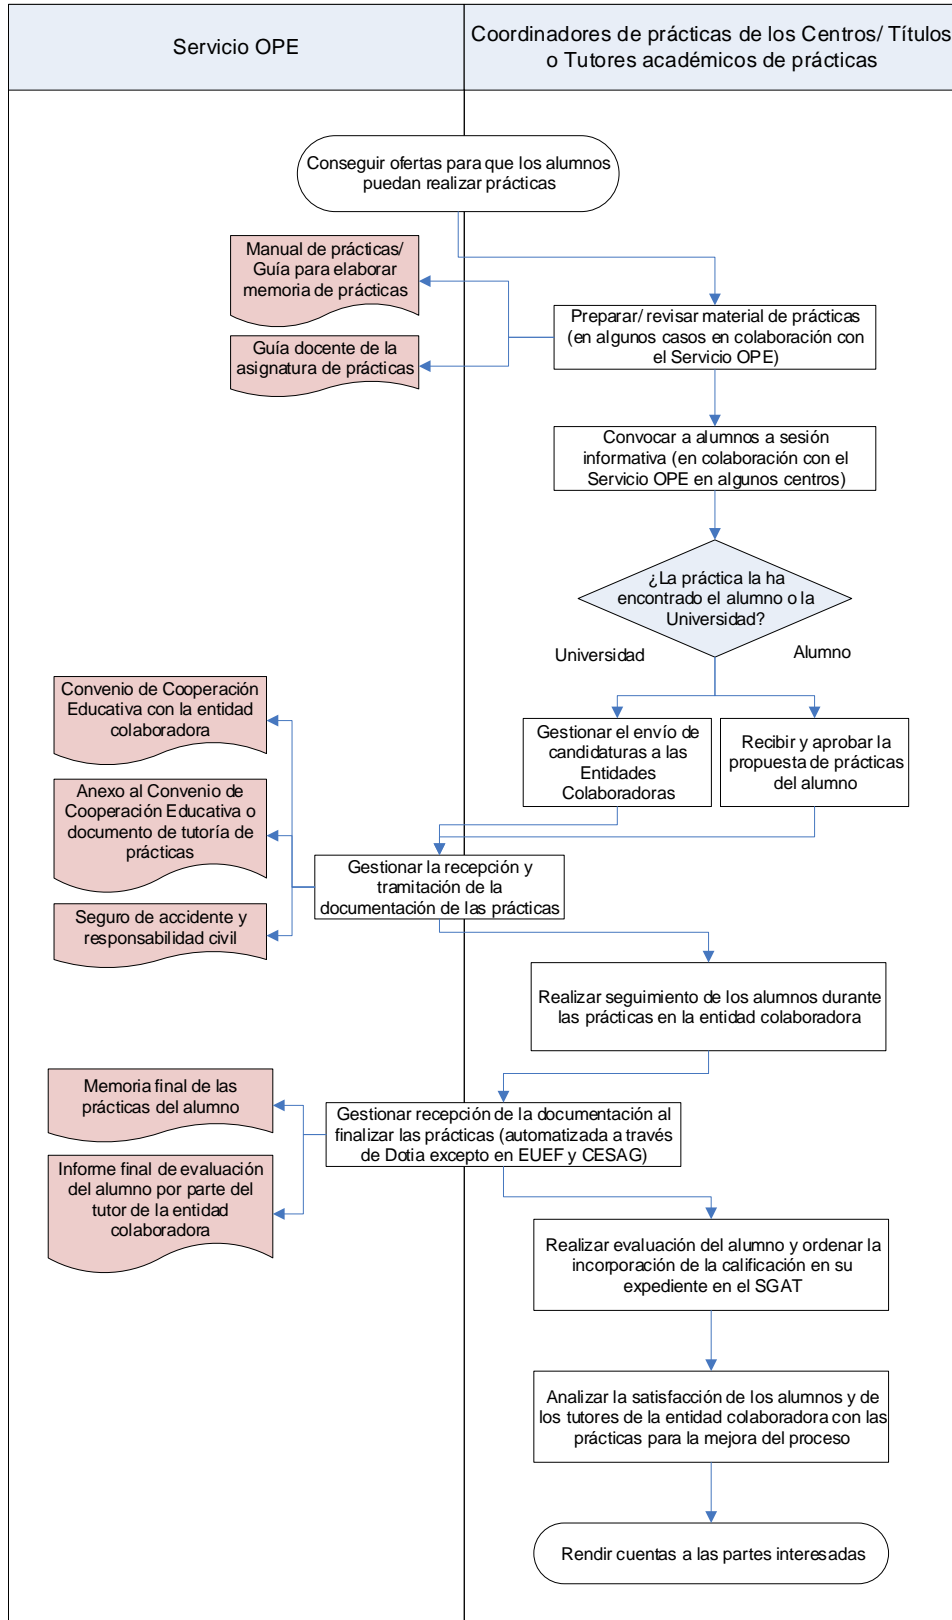 Servicio OPE
Coordinadores de prácticas de los Centros/ Títulos
o Tutores académicos de prácticas
Conseguir ofertas para que los alumnos
puedan realizar prácticas
Manual de prácticas/
Guía para elaborar
memoria de prácticas
Preparar/ revisar material de prácticas
(en algunos casos en colaboración con
el Servicio OPE)
Guía docente de la
asignatura de prácticas
Convocar a alumnos a sesión
informativa (en colaboración con el
Servicio OPE en algunos centros)
¿La práctica la ha
encontrado el alumno o la
Universidad?
Universidad
Alumno
Convenio de Cooperación
Educativa con la entidad
colaboradora
Gestionar el envío de
candidaturas a las
Entidades
Colaboradoras
Recibir y aprobar la
propuesta de prácticas
del alumno
Anexo al Convenio de
Cooperación Educativa o
documento de tutoría de
prácticas
Gestionar la recepción y
tramitación de la
documentación de las prácticas
Seguro de accidente y
responsabilidad civil
Realizar seguimiento de los alumnos durante
las prácticas en la entidad colaboradora
Memoria final de las
prácticas del alumno
Gestionar recepción de la documentación al
finalizar las prácticas (automatizada a través
de Dotia excepto en EUEF y CESAG)
Informe final de evaluación
del alumno por parte del
tutor de la entidad
colaboradora
Realizar evaluación del alumno y ordenar la
incorporación de la calificación en su
expediente en el SGAT
Analizar la satisfacción de los alumnos y de
los tutores de la entidad colaboradora con las
prácticas para la mejora del proceso
Rendir cuentas a las partes interesadas